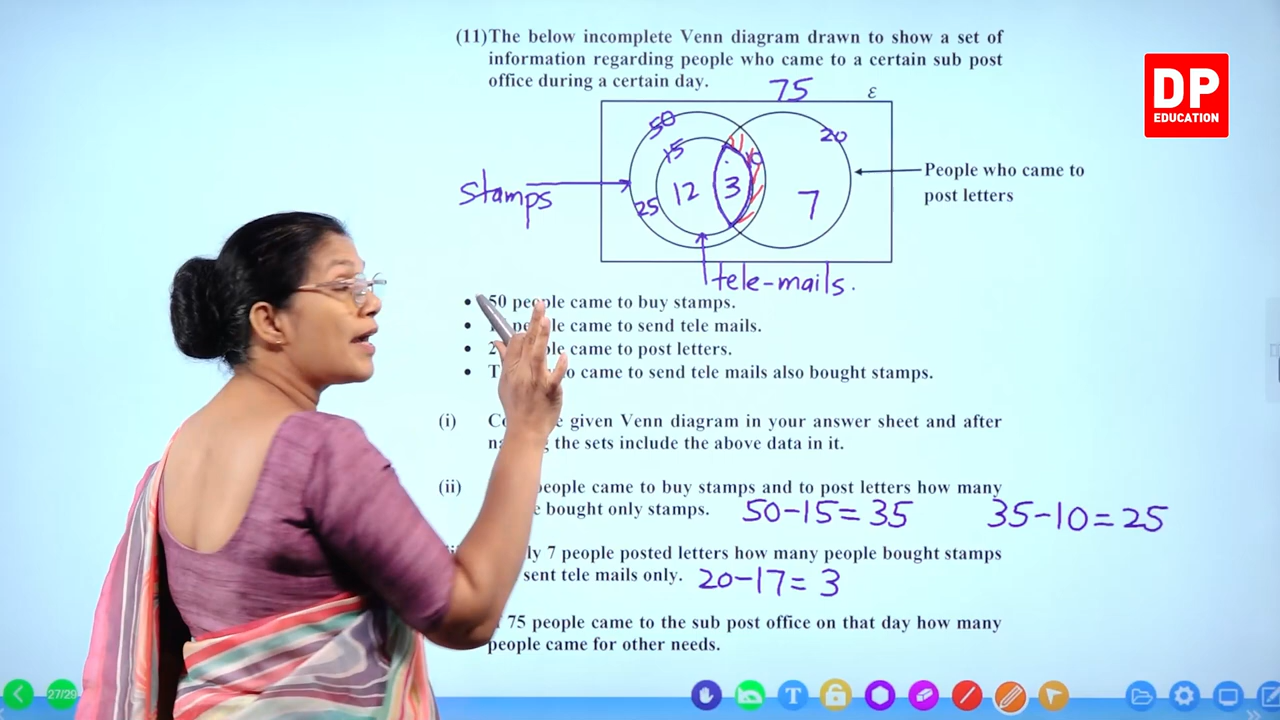 (11) The below incomplete Venn diagram drawn to show a set of
information regarding people who came to a certain sub post
office during a certain day.
75
ε
DP
EDUCATION
50
20
15
10
People who came to
post letters
stamps
12
3
7
25
tele-mails.
• 50 people came to buy stamps.
• people came to send tele mails.
• people came to post letters.
• came to send tele mails also bought stamps.
(i) given Venn diagram in your answer sheet and after
the sets include the above data in it.
(ii) people came to buy stamps and to post letters how many
bought only stamps. 50-15=35 35-10=25
7 people posted letters how many people bought stamps
sent tele mails only. 20-17=3
75 people came to the sub post office on that day how many
people came for other needs.
27/29